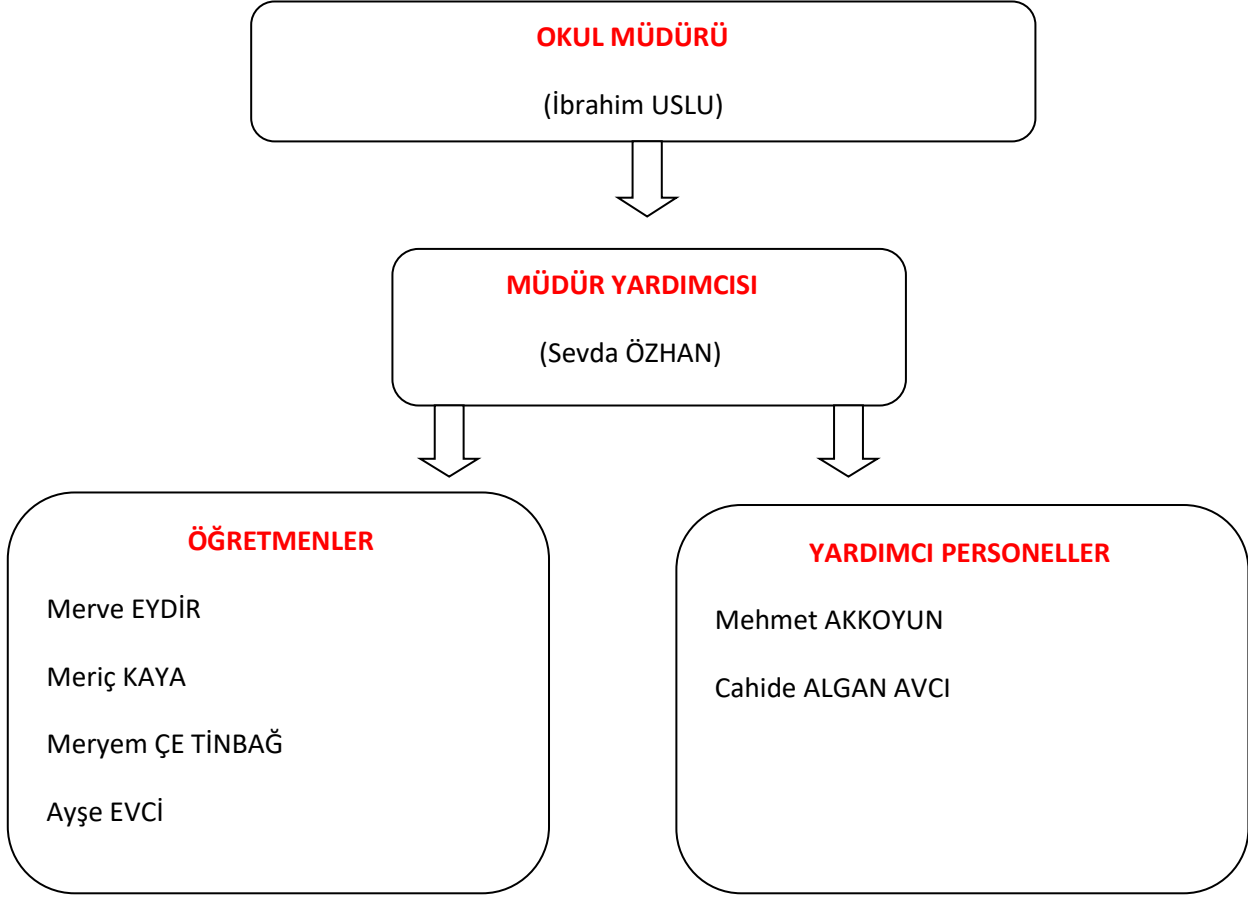 OKUL MÜDÜRÜ
(İbrahim USLU)
MÜDÜR YARDIMCISI
(Sevda ÖZHAN)
ÖĞRETMENLER
Merve EYDİR
Meriç KAYA
Meryem ÇE TİNBAĞ
Ayşe EVCİ
YARDIMCI PERSONELLER
Mehmet AKKOYUN
Cahide ALGAN AVCI